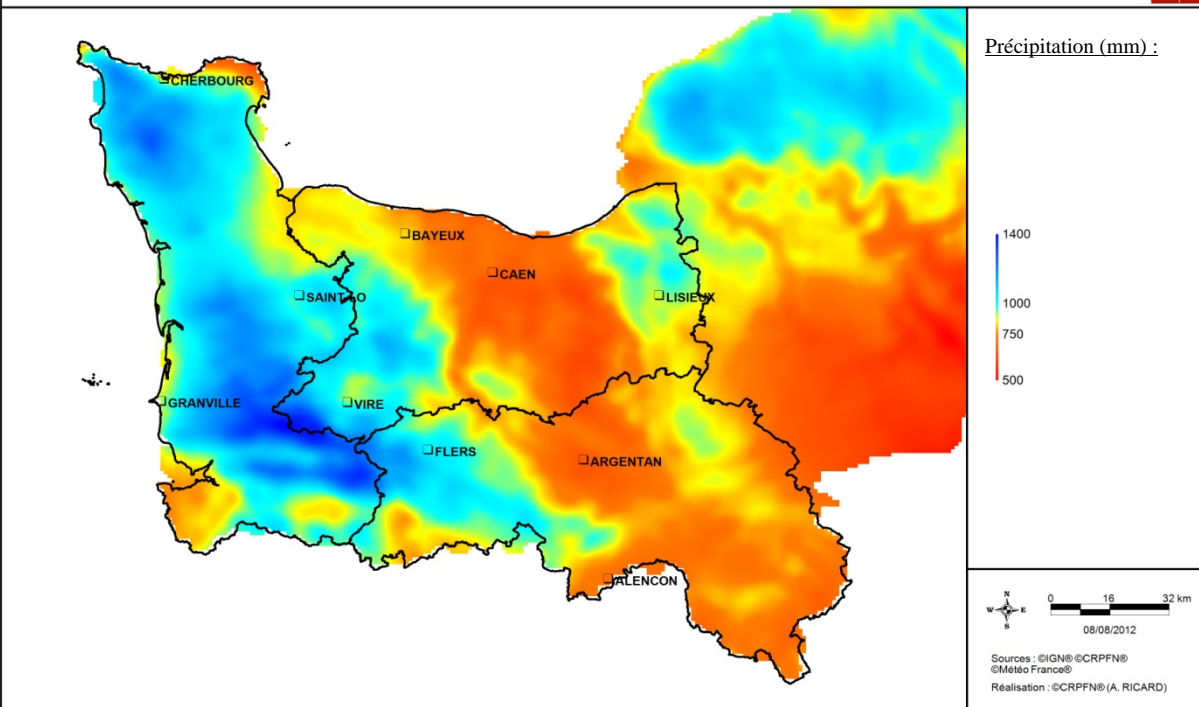 Précipitation (mm) :
CHERBOURG
BAYEUX
CAEN
SAINT-LO
LISIEUX
GRANVILLE
VIRE
FLERS
ARGENTAN
ALENCON
1400
1000
750
500
N
W E
S
0 16 32 km
08/08/2012
Sources : ©IGN® ©CRPFN®
©Météo France®
Réalisation : ©CRPFN® (A. RICARD)